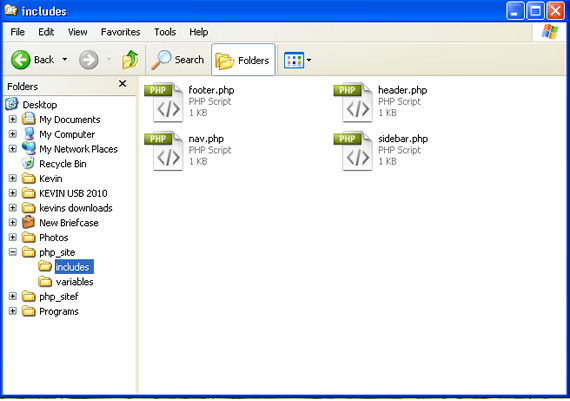 includes
File Edit View Favorites Tools Help
Back Search Folders
Folders
Desktop
My Documents
My Computer
My Network Places
Recycle Bin
Kevin
KEVIN USB 2010
kevins downloads
New Briefcase
Photos
php_site
includes
variables
php_sitef
Programs
PHP
footer.php
PHP Script
1 KB
PHP
header.php
PHP Script
1 KB
PHP
nav.php
PHP Script
1 KB
PHP
sidebar.php
PHP Script
1 KB